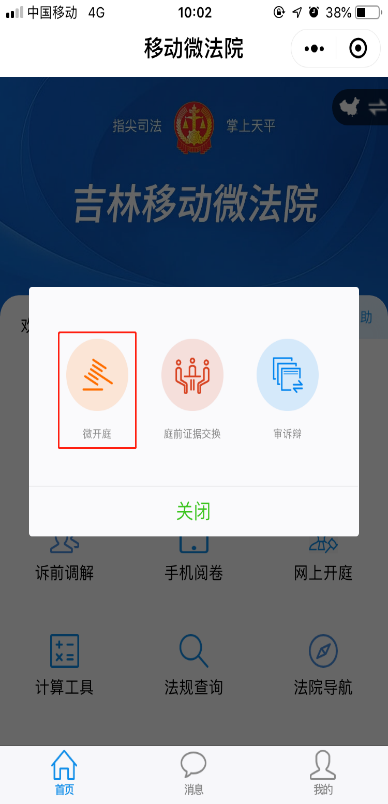 中国移动 4G 10:02 38%
移动微法院
指尖司法 掌上天平
吉林移动微法院
欢 助
微开庭 庭前证据交换 审诉辩
关闭
诉前调解 手机阅卷 网上开庭
计算工具 法规查询 法院导航
首页 消息 我的